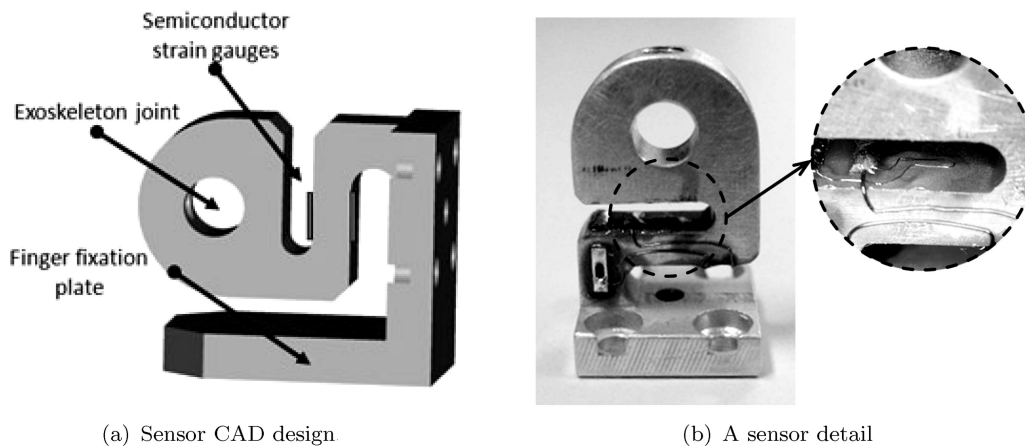 Semiconductor
strain gauges
Exoskeleton joint
Finger fixation
plate
(a) Sensor CAD design
(b) A sensor detail